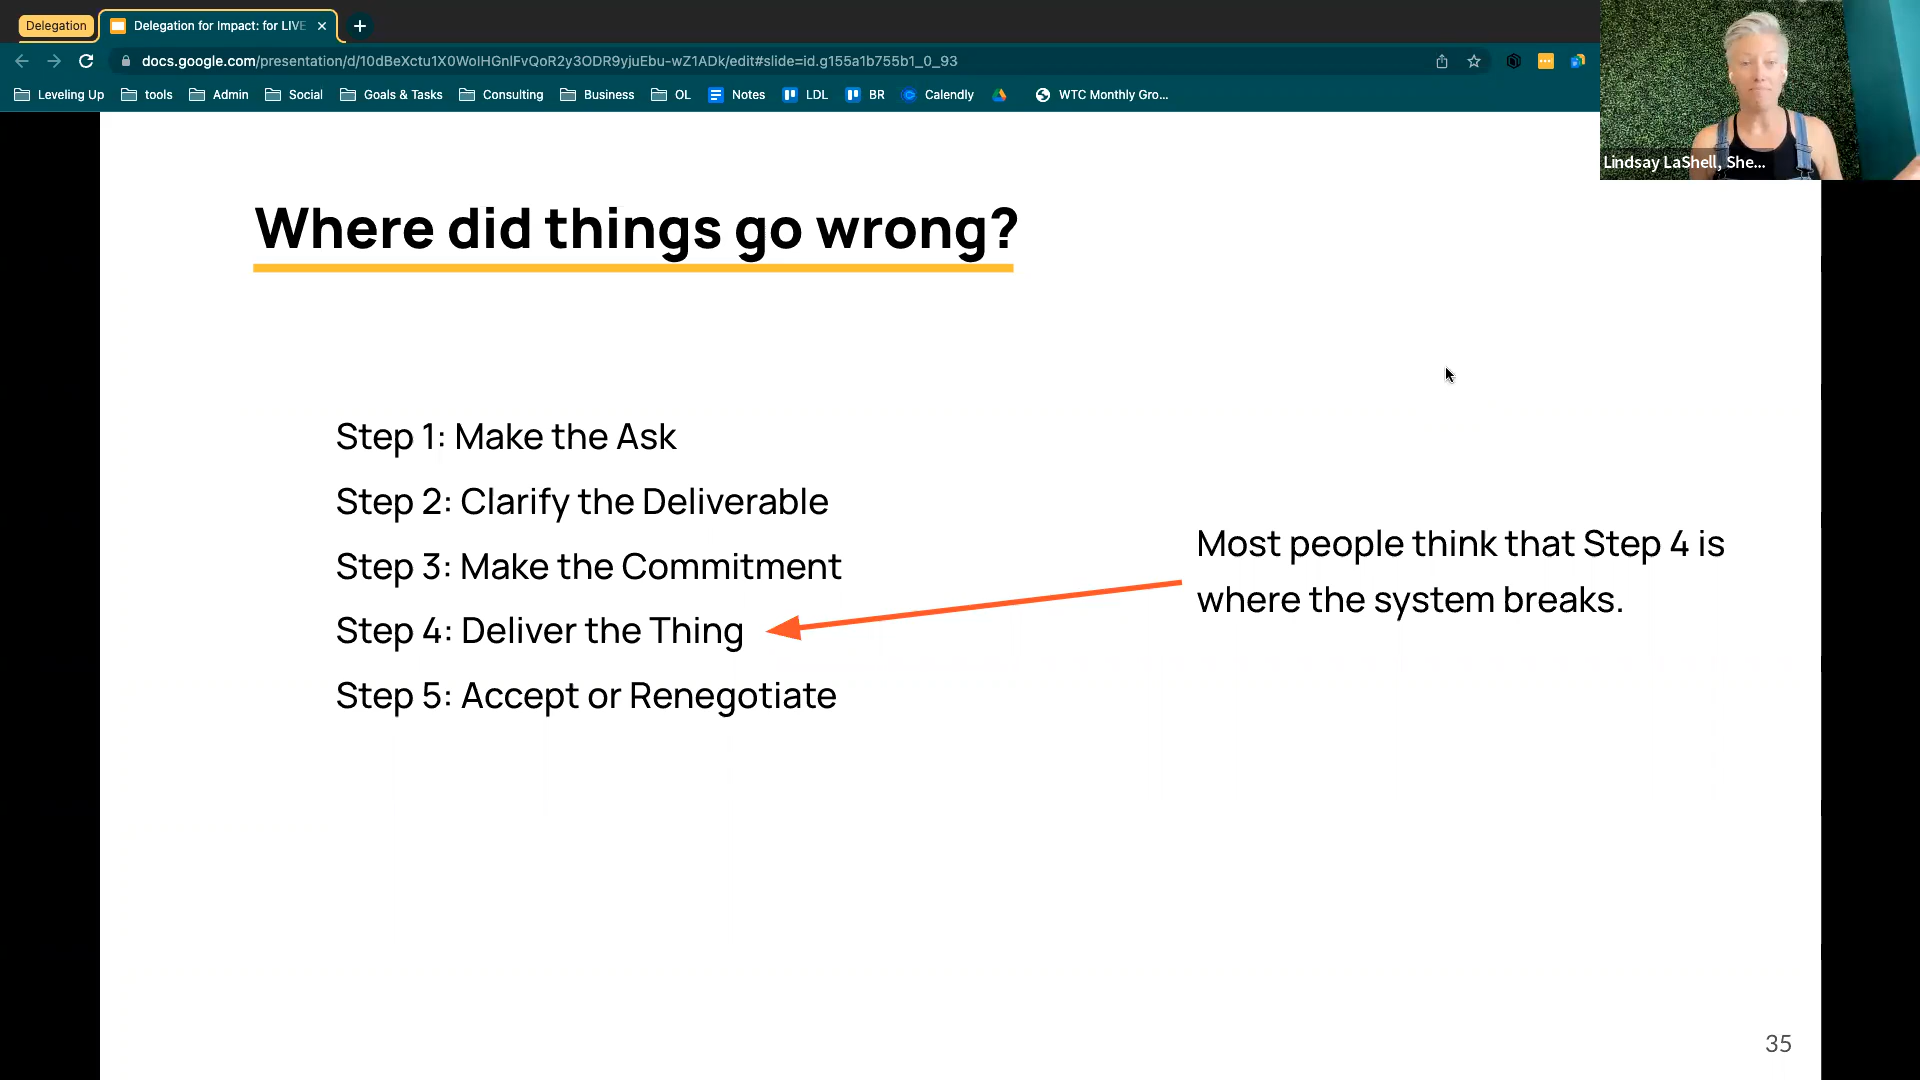 Delegation
Delegation for Impact: for LIVE
docs.google.com/presentation/d/10dBeXctu1X0WolHGnlFvQoR2y3ODR9yjuEbu-wZ1ADk/edit#slide=id.g155a1b755b1_0_93
Leveling Up tools Admin Social Goals & Tasks Consulting Business OL Notes LDL BR Calendly WTC Monthly Gro...
Lindsay LaShell, She...
Where did things go wrong?
Step 1: Make the Ask
Step 2: Clarify the Deliverable
Step 3: Make the Commitment
Step 4: Deliver the Thing
Step 5: Accept or Renegotiate
Most people think that Step 4 is
where the system breaks.
35